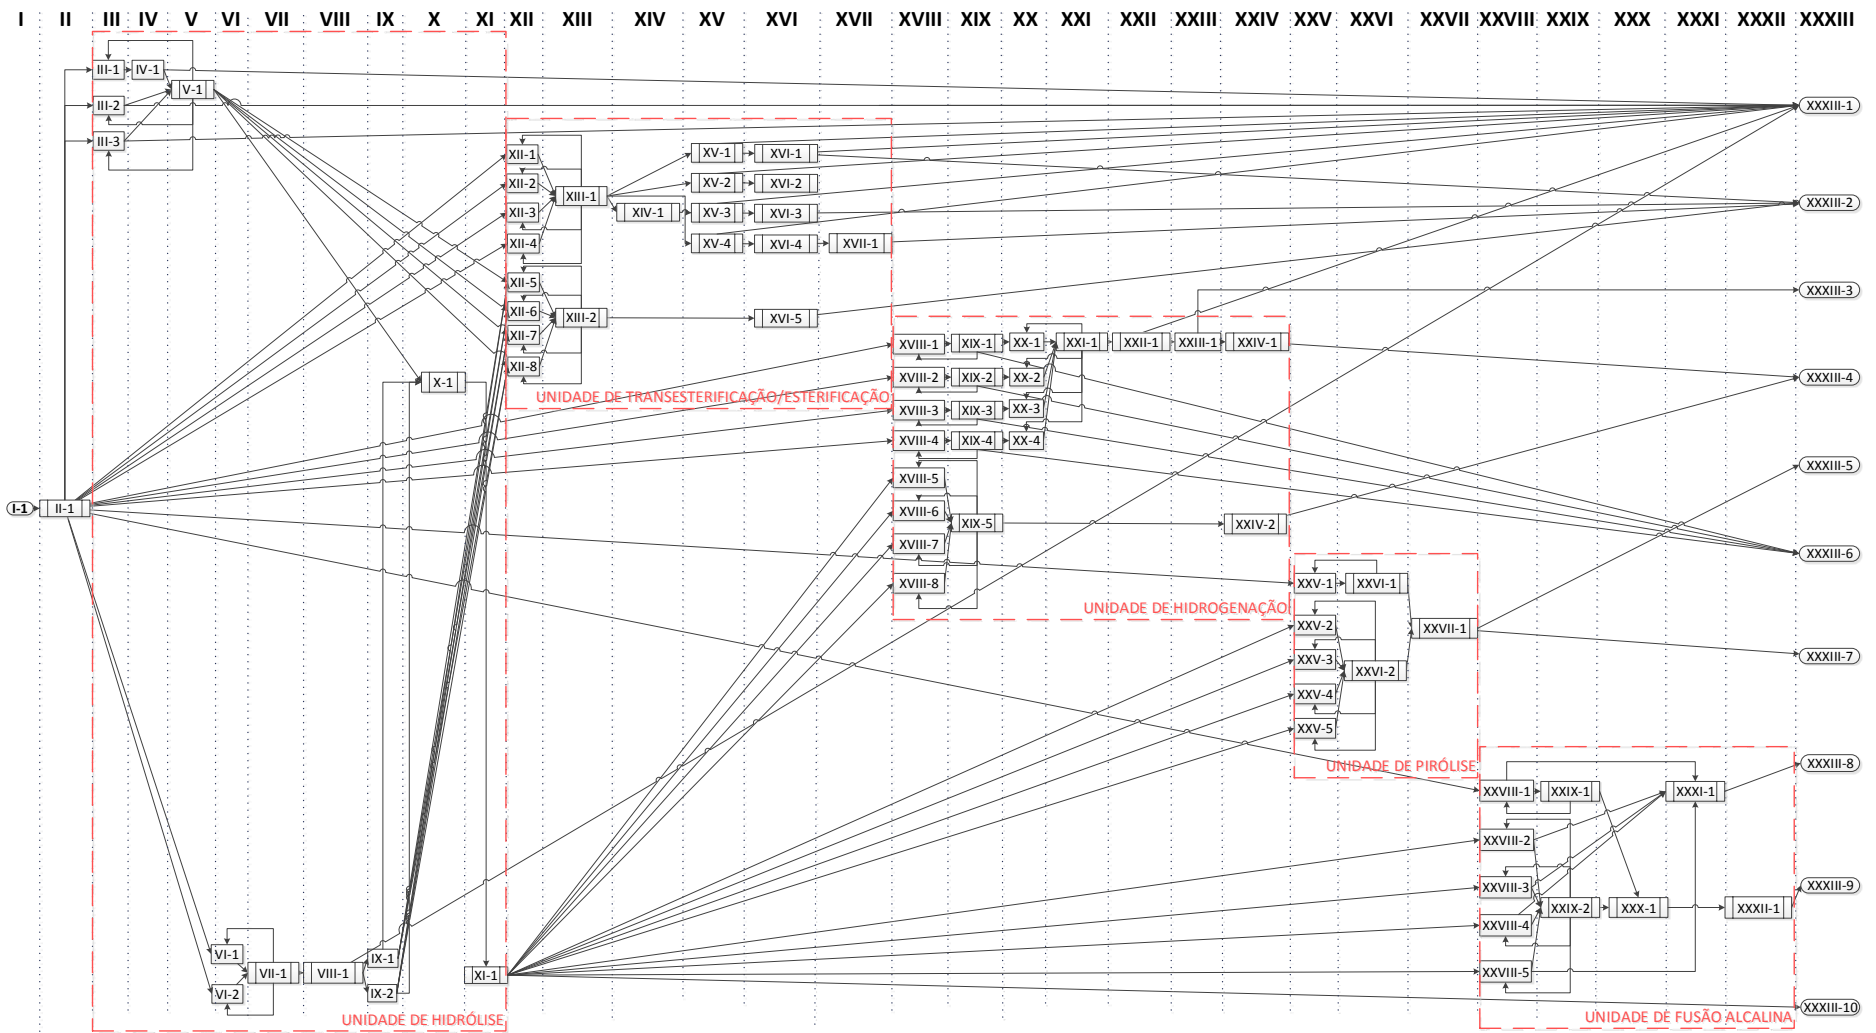 I II III IV V VI VII VIII IX X XI XII XIII XIV XV XVI XVII XVIII XIX XX XXI XXII XXIII XXIV XXV XXVI XXVII XXVIII XXIX XXX XXXI XXXII XXXIII
III-1 IV-1
V-1
III-2 XXXIII-1
III-3
XII-1 XV-1 XVI-1
XII-2 XV-2 XVI-2
XIII-1 XXXIII-2
XII-3 XIV-1 XV-3 XVI-3
XII-4 XV-4 XVI-4 XVII-1
XII-5 XXXIII-3
XII-6 XIII-2 XVI-5
XII-7
XVIII-1 XIX-1 XX-1 XXI-1 XXII-1 XXIII-1 XXIV-1
XII-8
X-1 XVIII-2 XIX-2 XX-2 XXXIII-4
UNIDADE DE TRANSESTERIFICAÇÃO/ESTERIFICAÇÃO
XVIII-3 XIX-3 XX-3
XVIII-4 XIX-4 XX-4
XXXIII-5
XVIII-5
I-1 II-1 XVIII-6
XIX-5 XXIV-2
XVIII-7
XXXIII-6
XVIII-8 XXV-1 XXVI-1
UNIDADE DE HIDROGENAÇÃO
XXV-2 XXVII-1
XXV-3 XXXIII-7
XXVI-2
XXV-4
XXV-5
UNIDADE DE PIRÓLISE XXXIII-8
XXVIII-1 XXIX-1 XXXI-1
XXVIII-2
XXVIII-3 XXXIII-9
XXIX-2 XXX-1 XXXII-1
XXVIII-4
VI-1 IX-1
VII-1 VIII-1 XI-1 XXVIII-5
VI-2 IX-2
XXXIII-10
UNIDADE DE HIDRÓLISE UNIDADE DE FUSÃO ALCALINA